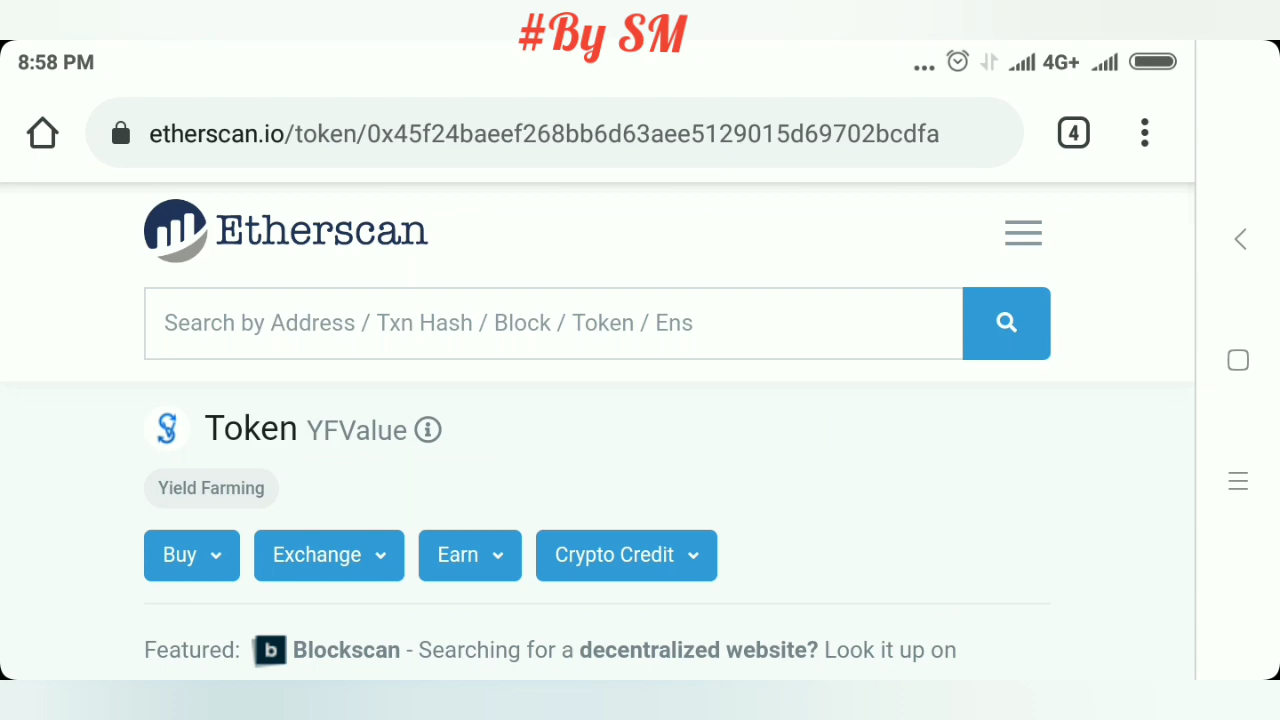 #By SM
8:58 PM
4G+
etherscan.io/token/0x45f24baeef268bb6d63aee5129015d69702bcdfa
4
Etherscan
Search by Address / Txn Hash / Block / Token / Ens
Token YFValue
Yield Farming
Buy Exchange Earn Crypto Credit
Featured: b Blockscan - Searching for a decentralized website? Look it up on